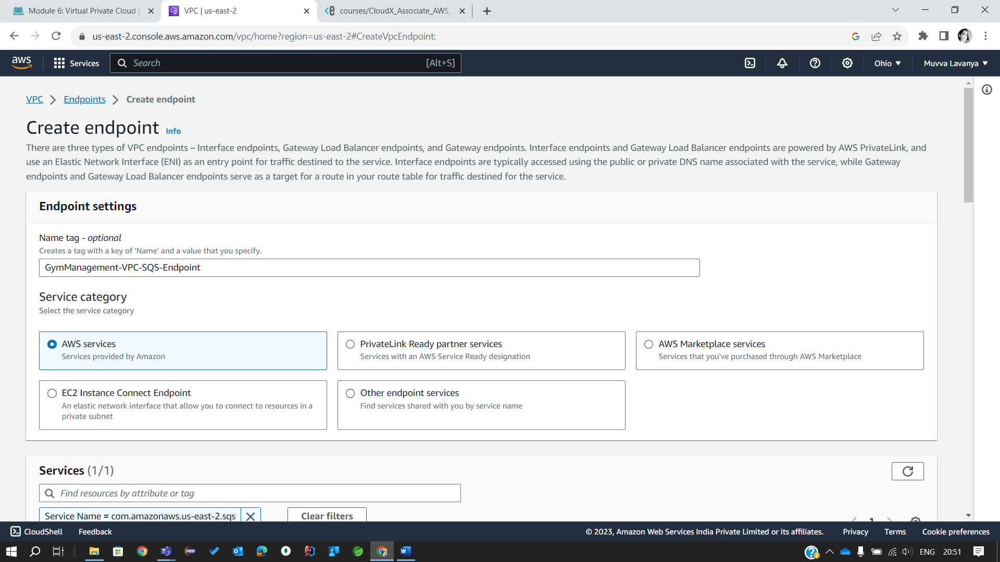 Module 6: Virtual Private Cloud |
VPC | us-east-2
courses/CloudX_Associate_AWS_
us-east-2.console.aws.amazon.com/vpc/home?region=us-east-2#CreateVpcEndpoint:
aws
Services
Search
[Alt+S]
Ohio
Muvva Lavanya
VPC
Endpoints
Create endpoint
Create endpoint Info
There are three types of VPC endpoints – Interface endpoints, Gateway Load Balancer endpoints, and Gateway endpoints. Interface endpoints and Gateway Load Balancer endpoints are powered by AWS PrivateLink, and
use an Elastic Network Interface (ENI) as an entry point for traffic destined to the service. Interface endpoints are typically accessed using the public or private DNS name associated with the service, while Gateway
endpoints and Gateway Load Balancer endpoints serve as a target for a route in your route table for traffic destined for the service.
Endpoint settings
Name tag - optional
Creates a tag with a key of 'Name' and a value that you specify.
GymManagement-VPC-SQS-Endpoint
Service category
Select the service category
AWS services
Services provided by Amazon
PrivateLink Ready partner services
Services with an AWS Service Ready designation
AWS Marketplace services
Services that you've purchased through AWS Marketplace
EC2 Instance Connect Endpoint
An elastic network interface that allow you to connect to resources in a
private subnet
Other endpoint services
Find services shared with you by service name
Services (1/1)
Find resources by attribute or tag
Service Name = com.amazonaws.us-east-2.sqs
Clear filters
1
CloudShell
Feedback
© 2023, Amazon Web Services India Private Limited or its affiliates.
Privacy
Terms
Cookie preferences
ENG
20:51